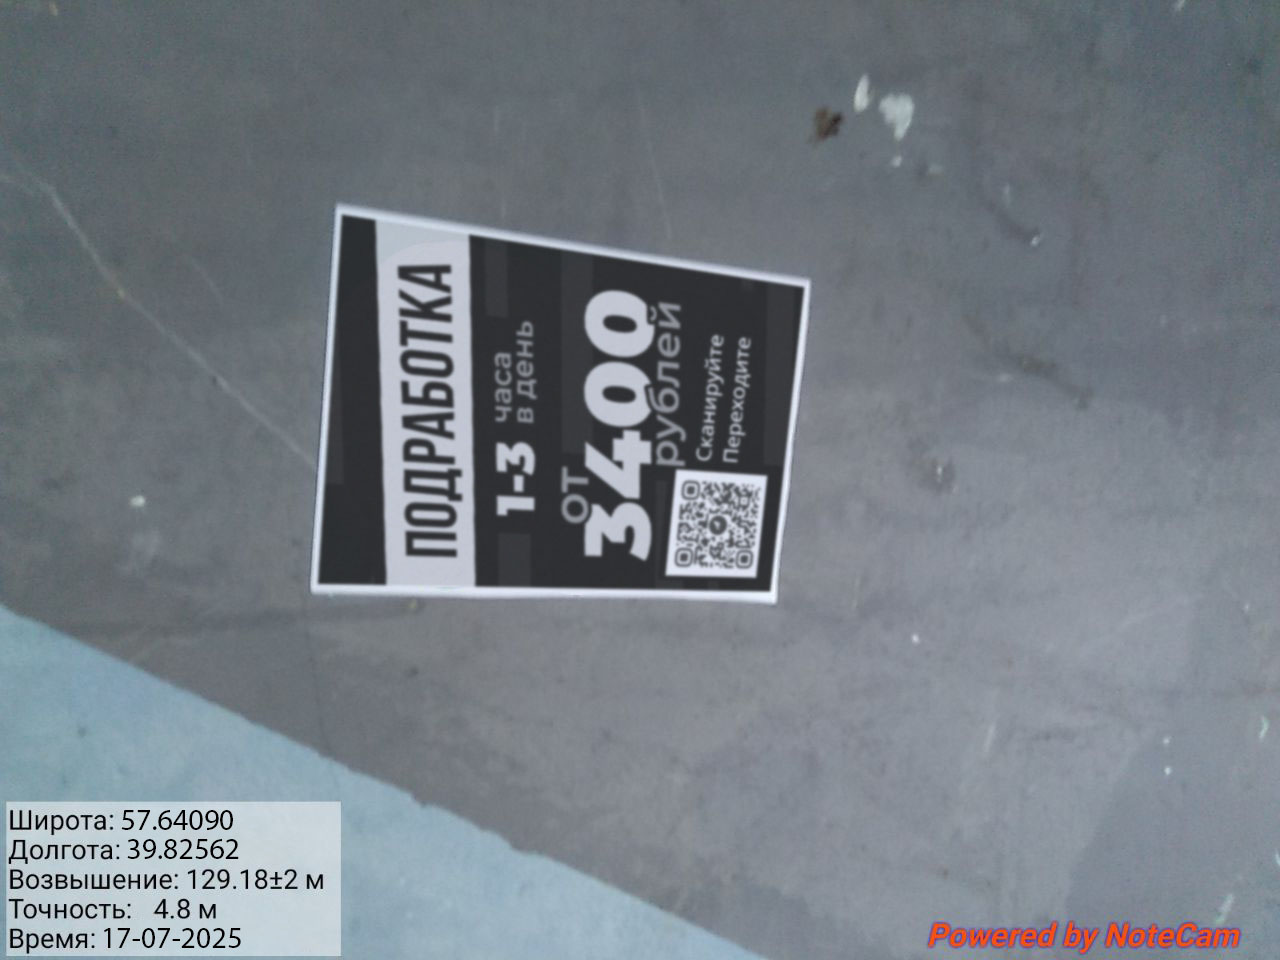 ПОДРАБОТКА
1-3 часа
в день
от
3400
рублей
Сканируйте
Переходите
Широта: 57.64090
Долгота: 39.82562
Возвышение: 129.18±2 м
Точность: 4.8 м
Время: 17-07-2025
Powered by NoteCam